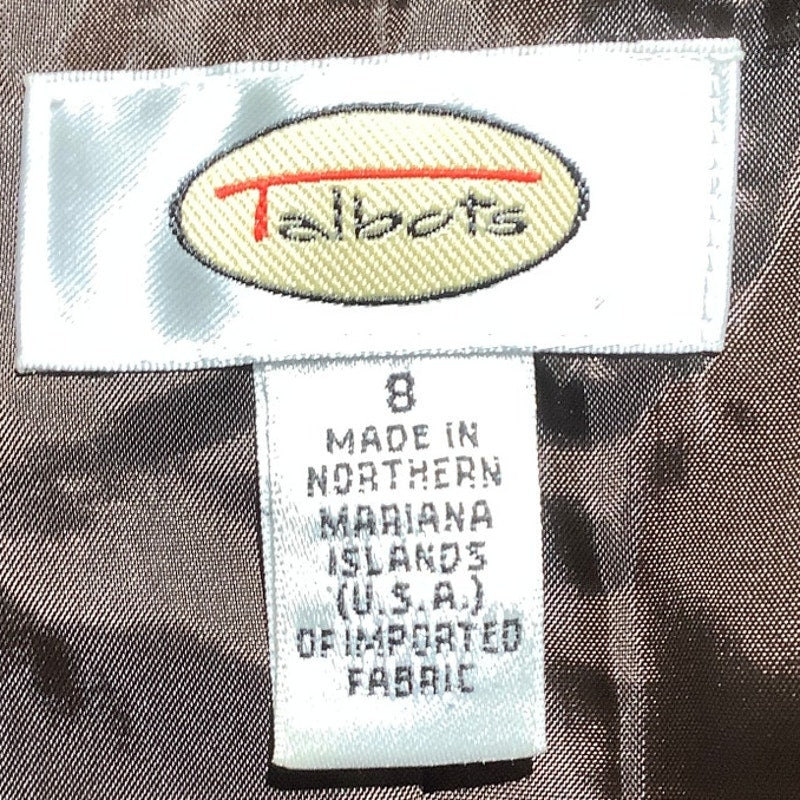 Talbots
8
MADE IN
NORTHERN
MARIANA
ISLANDS
(U.S.A.)
OF IMPORTED
FABRIC